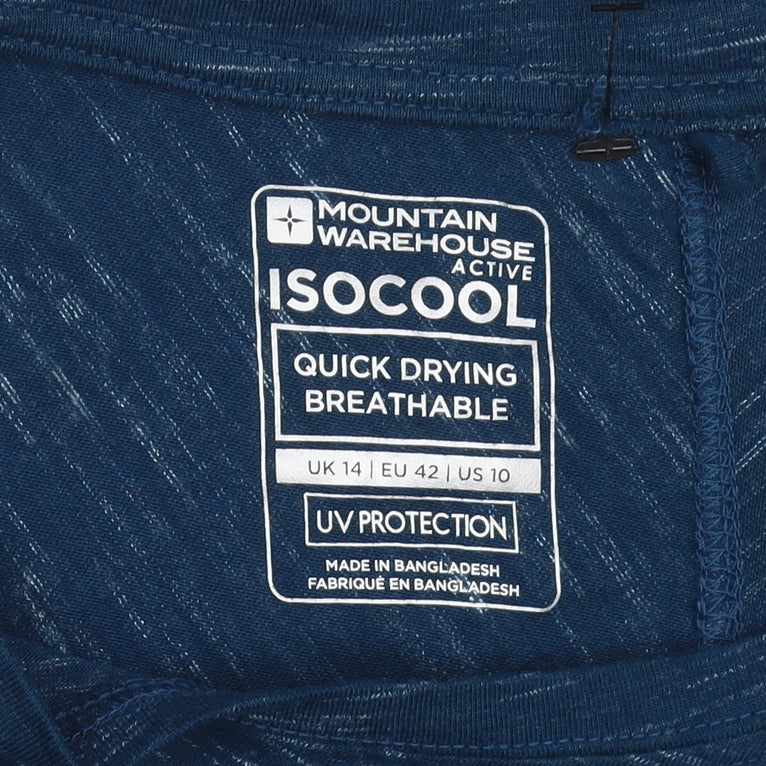 MOUNTAIN
WAREHOUSE
ACTIVE
ISOCOOL
QUICK DRYING
BREATHABLE
UK 14 | EU 42 | US 10
UV PROTECTION
MADE IN BANGLADESH
FABRIQUÉ EN BANGLADESH